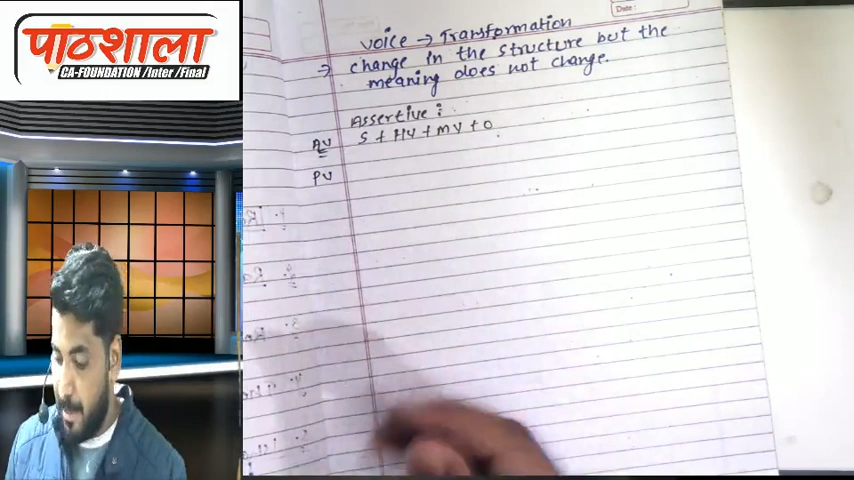 पाठशाला
CA-FOUNDATION /Inter /Final
Date:
voice → Transformation
→ change in the structure but the
meaning does not change.
Assertive :
AV S + HV + MV + O
PV